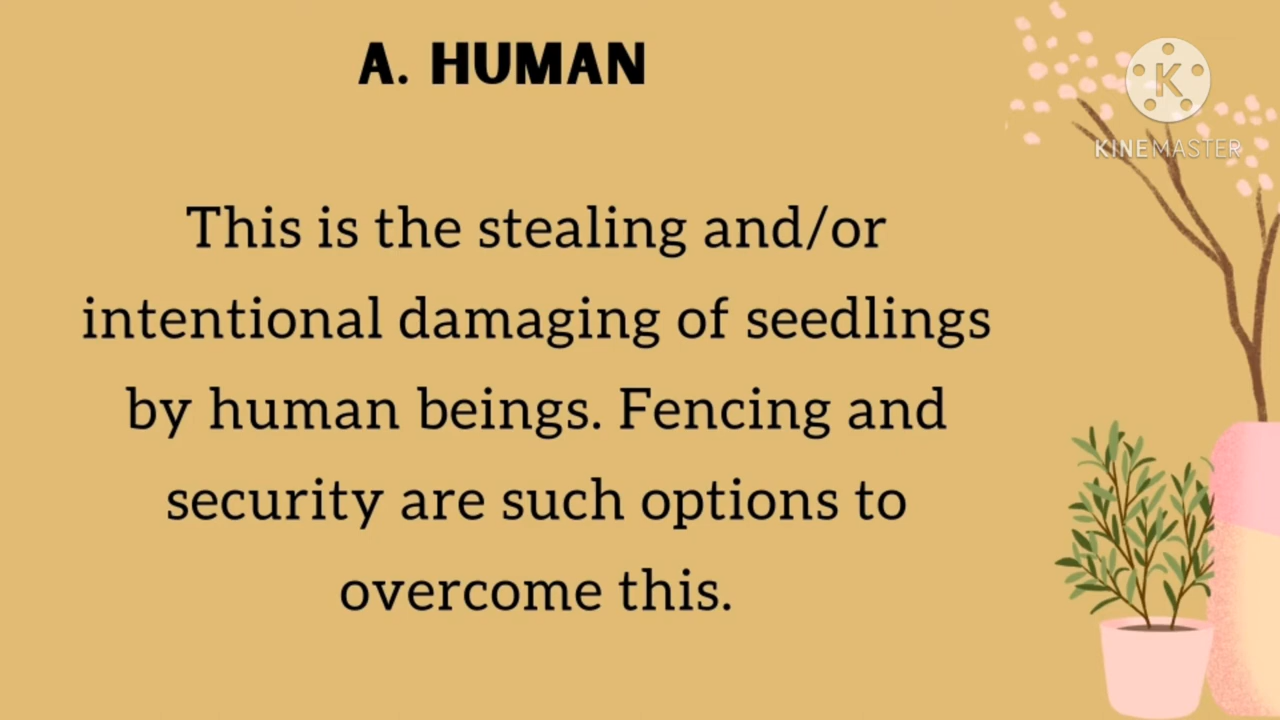 A. HUMAN
This is the stealing and/or
intentional damaging of seedlings
by human beings. Fencing and
security are such options to
overcome this.
K
KINEMASTER